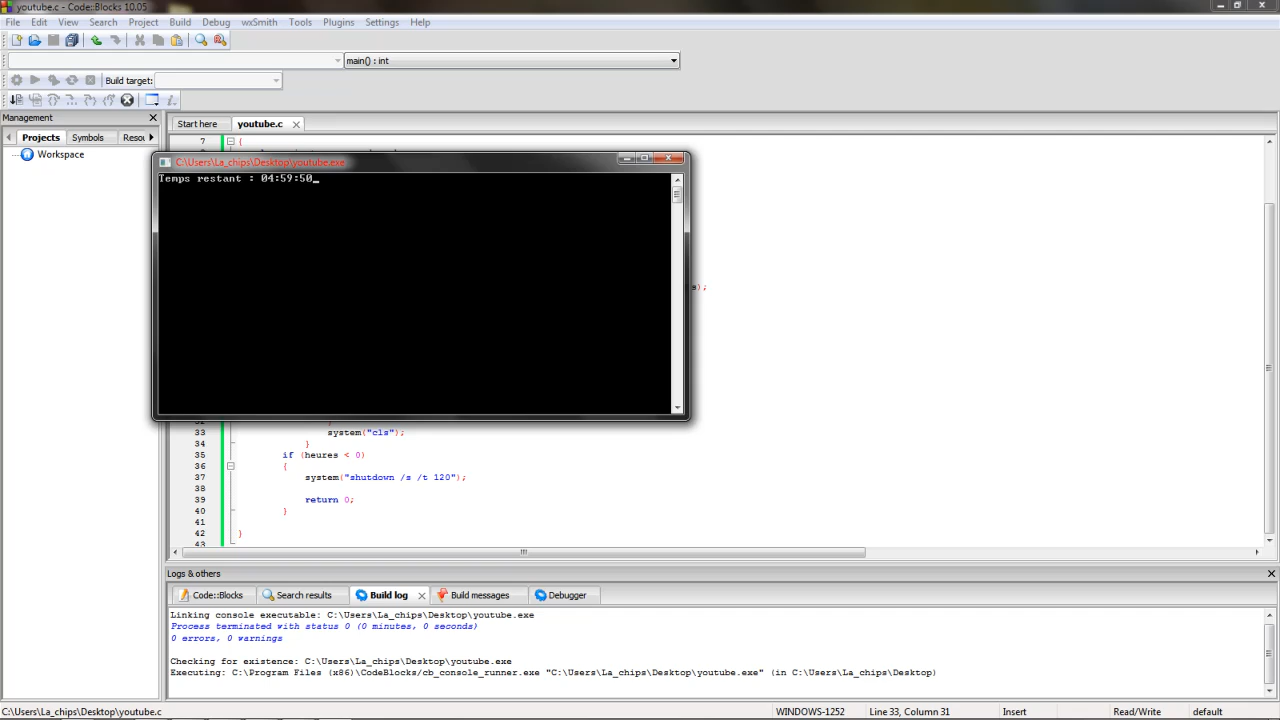 youtube.c - Code::Blocks 10.05
File Edit View Search Project Build Debug wxSmith Tools Plugins Settings Help
main() : int
Build target:
Management
Projects Symbols Resou
Workspace
Start here youtube.c
7 {
C:\Users\La_chips\Desktop\youtube.exe
Temps restant : 04:59:50_
s);
33 system("cls");
34 }
35 if (heures < 0)
36 {
37 system("shutdown /s /t 120");
38
39 return 0;
40 }
41
42 }
43
Logs & others
Code::Blocks Search results Build log Build messages Debugger
Linking console executable: C:\Users\La_chips\Desktop\youtube.exe
Process terminated with status 0 (0 minutes, 0 seconds)
0 errors, 0 warnings
Checking for existence: C:\Users\La_chips\Desktop\youtube.exe
Executing: C:\Program Files (x86)\CodeBlocks/cb_console_runner.exe "C:\Users\La_chips\Desktop\youtube.exe" (in C:\Users\La_chips\Desktop)
C:\Users\La_chips\Desktop\youtube.c WINDOWS-1252 Line 33, Column 31 Insert Read/Write default